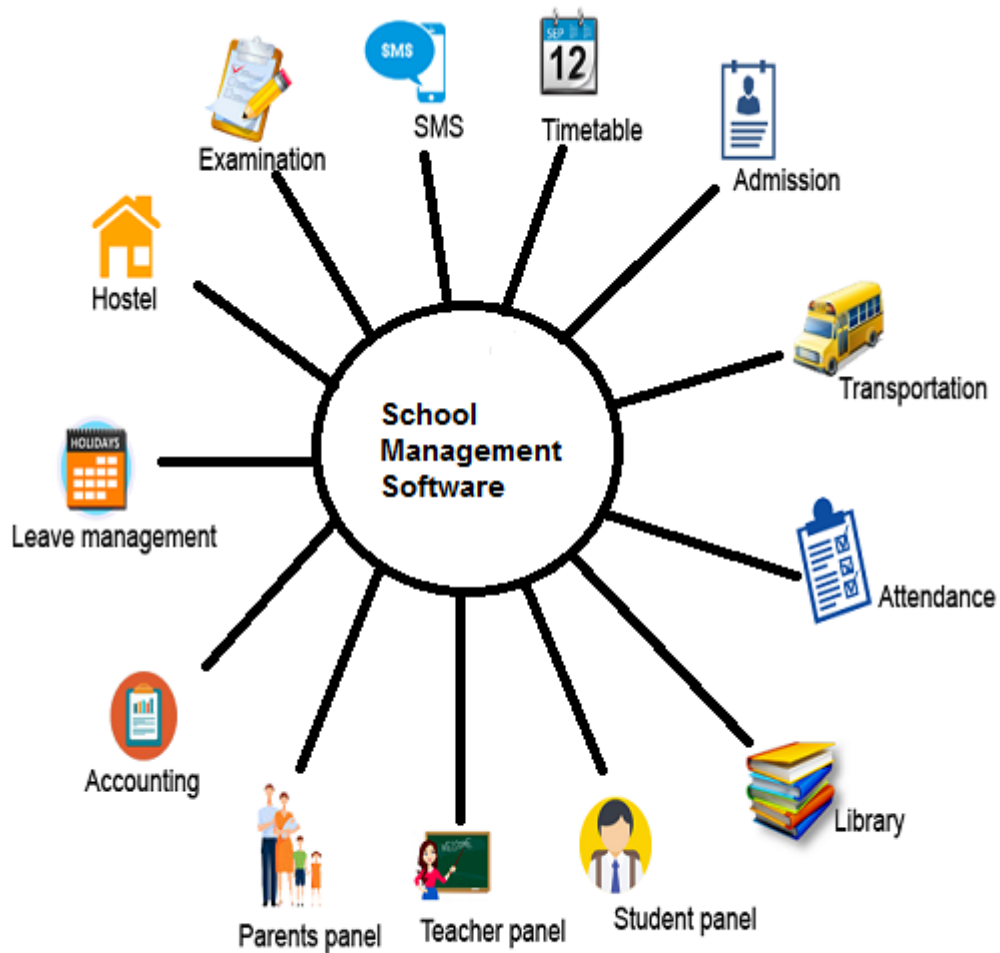 SMS
SEP
12
SMS
Timetable
Examination
Admission
Hostel
Transportation
School
Management
Software
HOLIDAYS
Leave management
Attendance
Accounting
Library
WELCOME
Parents panel
Teacher panel
Student panel